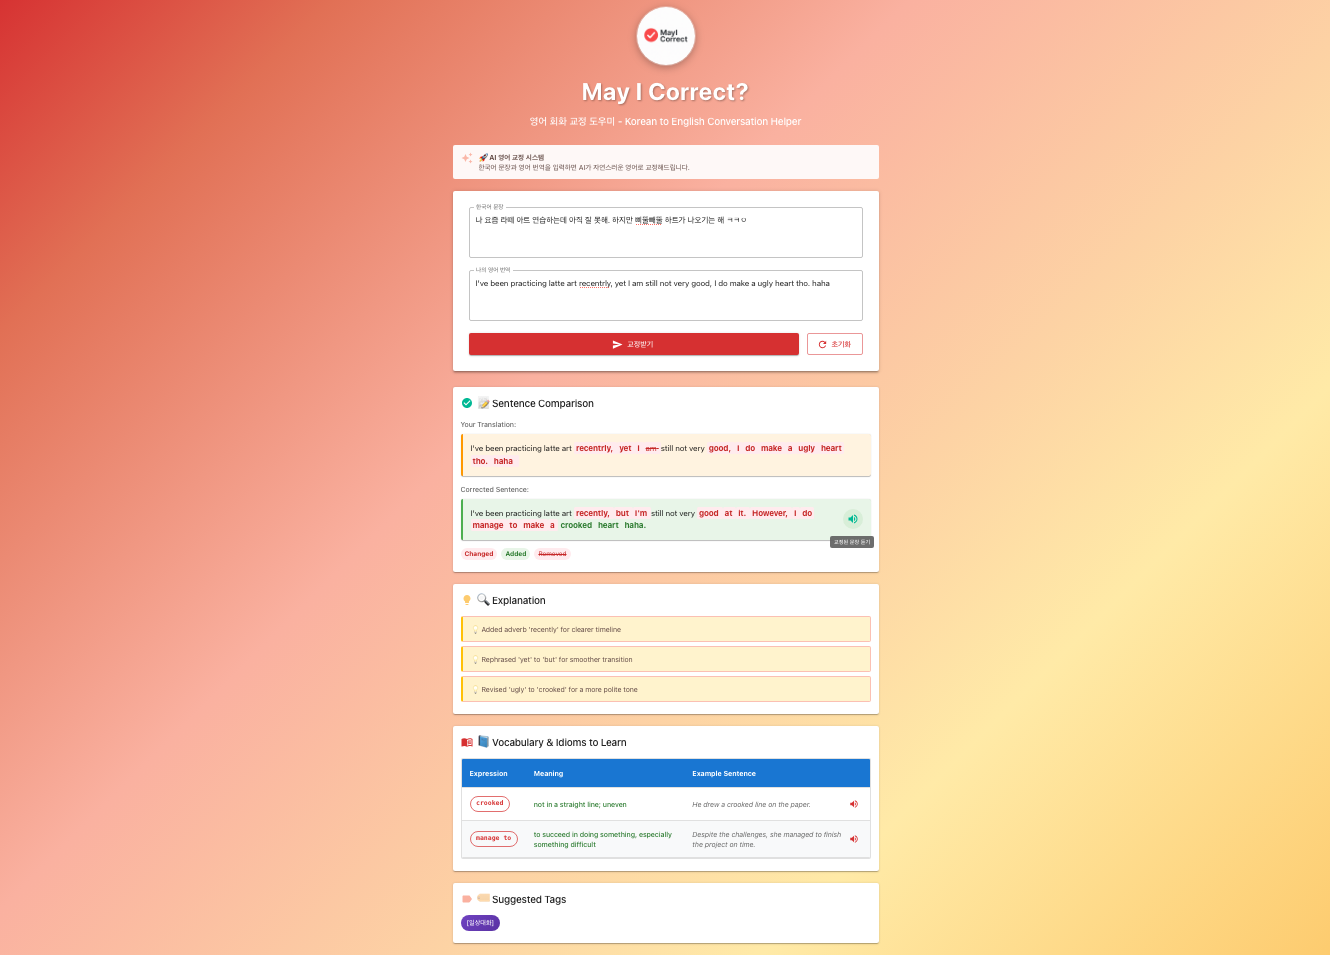 MayI
Correct
May I Correct?
영어 회화 교정 도우미 - Korean to English Conversation Helper
🚀 AI 영어 교정 시스템
한국어 문장과 영어 번역을 입력하면 AI가 자연스러운 영어로 교정해드립니다.
한국어 문장
나 요즘 라떼 아트 연습하는데 아직 잘 못해. 하지만 삐뚤빼뚤 하트가 나오기는 해 ㅋㅋㅇ
나의 영어 번역
I've been practicing latte art recentrly, yet I am still not very good, I do make a ugly heart tho. haha
교정받기
초기화
📝 Sentence Comparison
Your Translation:
I've been practicing latte art recentrly, yet I am still not very good, I do make a ugly heart
tho. haha
Corrected Sentence:
I've been practicing latte art recently, but I'm still not very good at it. However, I do
manage to make a crooked heart haha.
교정된 문장 듣기
Changed Added Removed
🔍 Explanation
💡 Added adverb 'recently' for clearer timeline
💡 Rephrased 'yet' to 'but' for smoother transition
💡 Revised 'ugly' to 'crooked' for a more polite tone
📘 Vocabulary & Idioms to Learn
Expression Meaning Example Sentence
crooked not in a straight line; uneven He drew a crooked line on the paper.
manage to to succeed in doing something, especially something difficult Despite the challenges, she managed to finish the project on time.
🏷️ Suggested Tags
[일상대화]